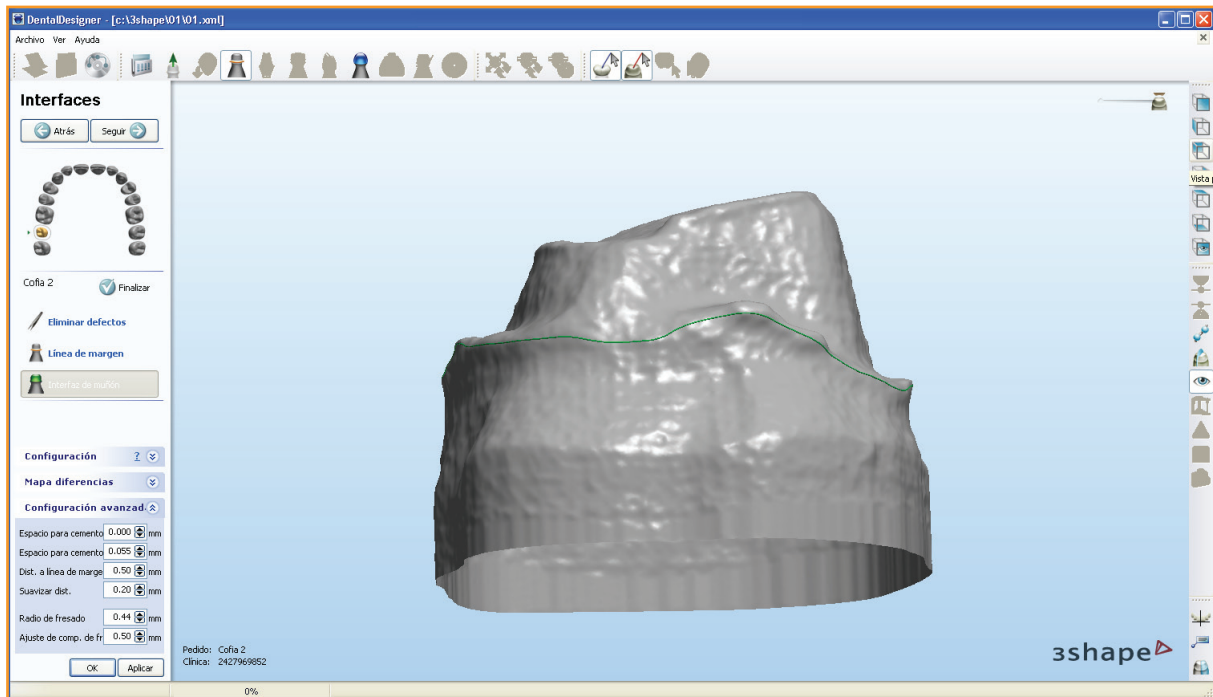 DentalDesigner - [c:\3shape\01\01.xml]
Archivo Ver Ayuda
Interfaces
Atrás Seguir
Cofia 2 Finalizar
Eliminar defectos
Línea de margen
Interfaz de muñón
Configuración ?
Mapa diferencias
Configuración avanzad
Espacio para cemento 0.000 mm
Espacio para cemento 0.055 mm
Dist. a línea de marge 0.50 mm
Suavizar dist. 0.20 mm
Radio de fresado 0.44 mm
Ajuste de comp. de fr 0.50 mm
OK Aplicar
Vista p
Pedido: Cofia 2
Clínica: 2427969852
3shape
0%